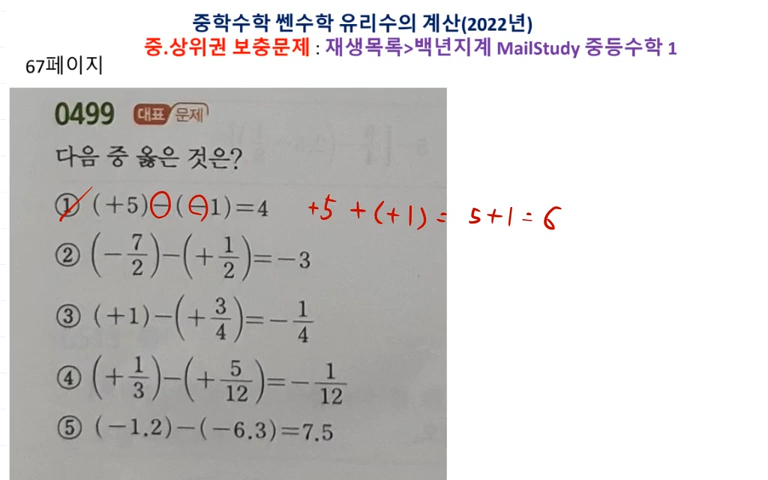 중학수학 쎈수학 유리수의 계산(2022년)
중.상위권 보충문제 : 재생목록>백년지계 MailStudy 중등수학 1
67페이지
0499 대표 문제
다음 중 옳은 것은?
① (+5)-(-1)=4 +5+(+1)= 5+1=6
② (-7/2)-(+1/2)=-3
③ (+1)-(+3/4)=-1/4
④ (+1/3)-(+5/12)=-1/12
⑤ (-1.2)-(-6.3)=7.5